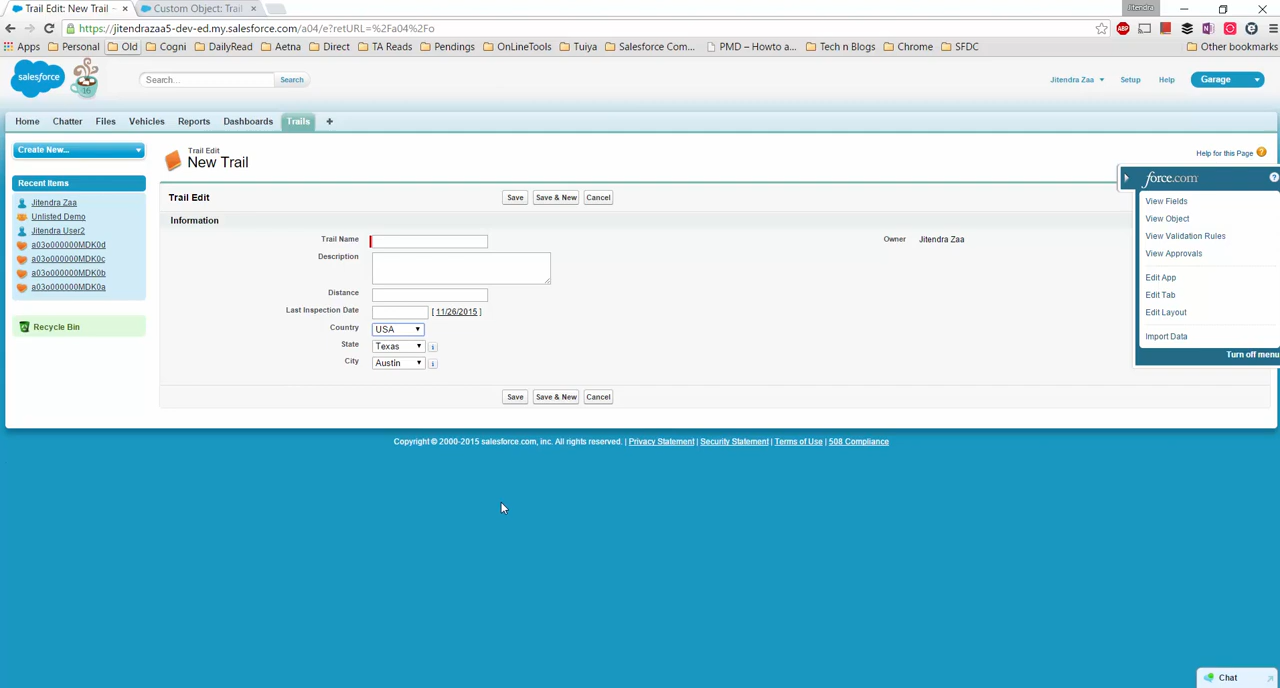 Trail Edit: New Trail -
Custom Object: Trail
Jitendra
https://jitendrazaa5-dev-ed.my.salesforce.com/a04/e?retURL=%2Fa04%2Fo
Apps Personal Old Cogni DailyRead Aetna Direct TA Reads Pendings OnLineTools Tuiya Salesforce Com... PMD – Howto a... Tech n Blogs Chrome SFDC Other bookmarks
salesforce
16
Search...
Search
Jitendra Zaa
Setup
Help
Garage
Home Chatter Files Vehicles Reports Dashboards Trails +
Create New...
Recent Items
Jitendra Zaa
Unlisted Demo
Jitendra User2
a03o000000MDK0d
a03o000000MDK0c
a03o000000MDK0b
a03o000000MDK0a
Recycle Bin
Trail Edit
New Trail
Help for this Page
Trail Edit
Save Save & New Cancel
Information
Trail Name
Owner Jitendra Zaa
Description
Distance
Last Inspection Date [ 11/26/2015 ]
Country USA
State Texas
City Austin
Save Save & New Cancel
force.com
View Fields
View Object
View Validation Rules
View Approvals
Edit App
Edit Tab
Edit Layout
Import Data
Turn off menu
Copyright © 2000-2015 salesforce.com, inc. All rights reserved. | Privacy Statement | Security Statement | Terms of Use | 508 Compliance
Chat